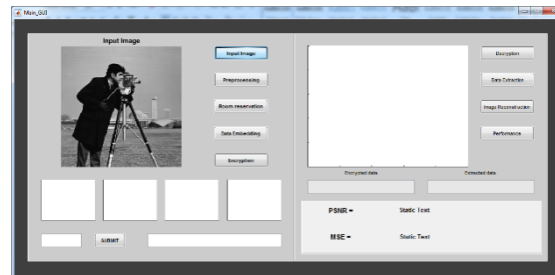 Main_GUI
Input Image
Input Image
Preprocessing
Room reservation
Data Embedding
Encryption
SUBMIT
Decryption
Data Extraction
Image Reconstruction
Performance
Encrypted data
Extracted data
PSNR =
Static Text
MSE =
Static Text